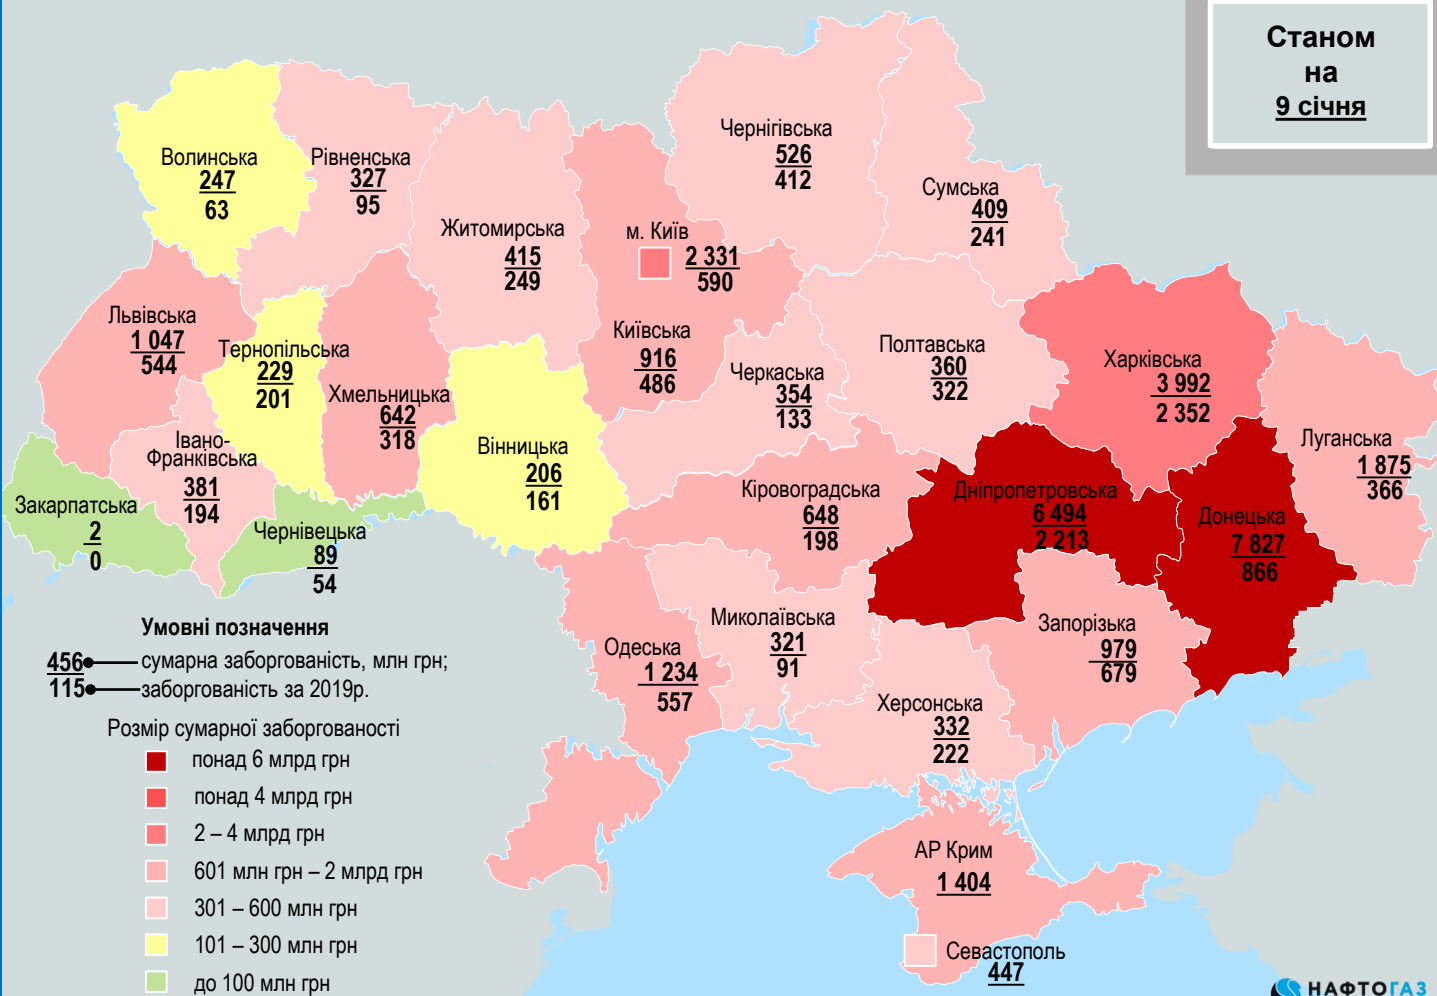 Станом
на
9 січня
Чернігівська
526
412
Волинська
247
63
Рівненська
327
95
Сумська
409
241
Житомирська
415
249
м. Київ
2 331
590
Львівська
1 047
544
Тернопільська
229
201
Хмельницька
642
318
Київська
916
486
Черкаська
354
133
Полтавська
360
322
Харківська
3 992
2 352
Луганська
1 875
366
Івано-
Франківська
381
194
Вінницька
206
161
Закарпатська
2
0
Чернівецька
89
54
Кіровоградська
648
198
Дніпропетровська
6 494
2 213
Донецька
7 827
866
Миколаївська
321
91
Запорізька
979
679
Одеська
1 234
557
Херсонська
332
222
АР Крим
1 404
Севастополь
447
Умовні позначення
456 сумарна заборгованість, млн грн;
115 заборгованість за 2019р.
Розмір сумарної заборгованості
понад 6 млрд грн
понад 4 млрд грн
2 – 4 млрд грн
601 млн грн – 2 млрд грн
301 – 600 млн грн
101 – 300 млн грн
до 100 млн грн
НАФТОГАЗ